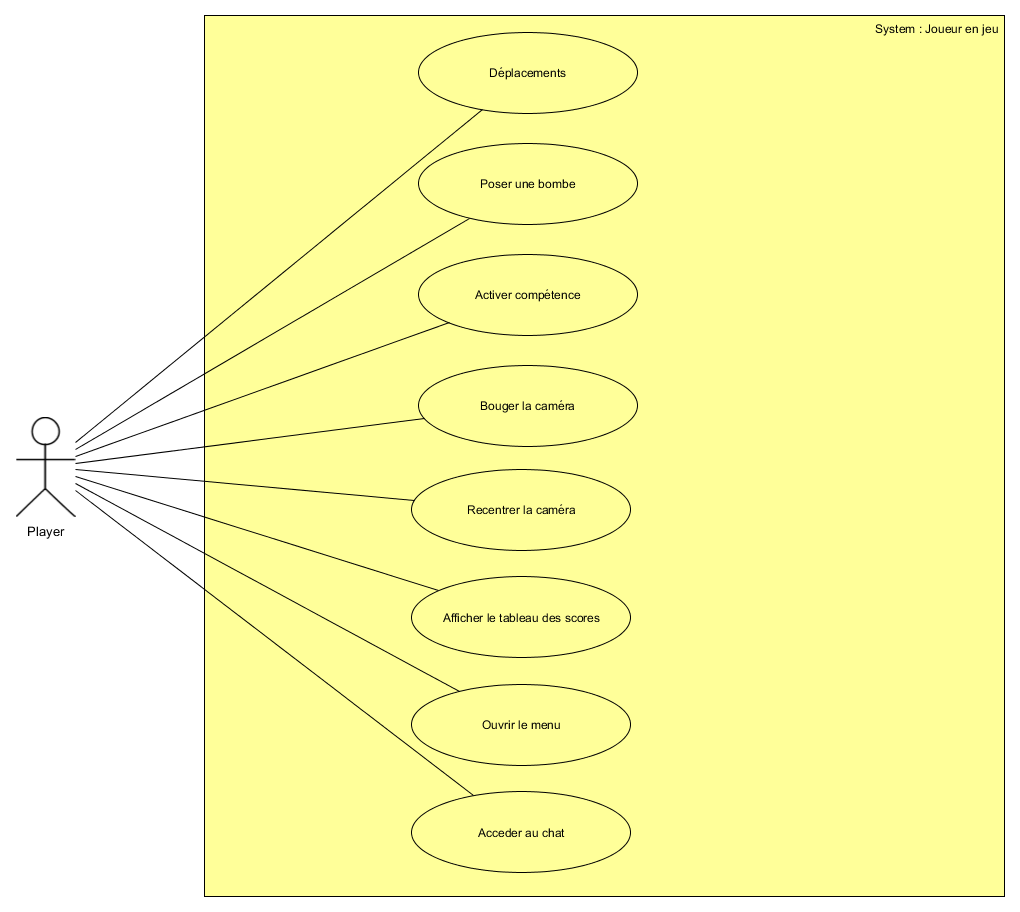 System : Joueur en jeu
Déplacements
Poser une bombe
Activer compétence
Bouger la caméra
Recentrer la caméra
Player
Afficher le tableau des scores
Ouvrir le menu
Acceder au chat